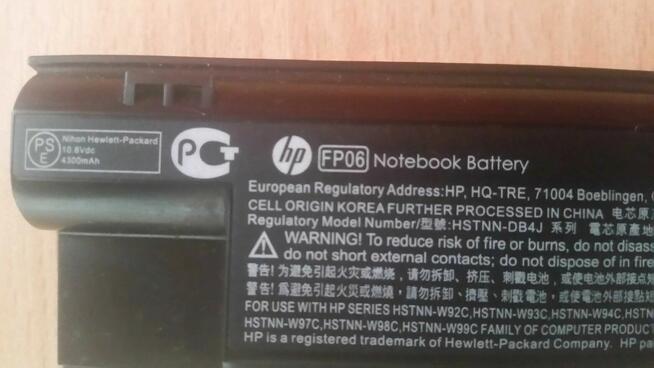 PS
E
Nihon Hewlett-Packard
10.8Vdc
4300mAh
PCT
hp FP06 Notebook Battery
European Regulatory Address:HP, HQ-TRE, 71004 Boeblingen,
CELL ORIGIN KOREA FURTHER PROCESSED IN CHINA 电芯原
Regulatory Model Number/型號:HSTNN-DB4J 系列 電芯原產地
WARNING! To reduce risk of fire or burns, do not disas
do not short external contacts; do not dispose of in fire
警告! 为避免引起火灾或燃烧，请勿拆卸、挤压、刺戳电池，或使电池外部接点短
警告! 為避免引起火災或燃燒，請勿拆卸、擠壓、刺戳電池，或使電池外部接點短
FOR USE WITH HP SERIES HSTNN-W92C,HSTNN-W93C,HSTNN-W94C,HSTN
HSTNN-W97C,HSTNN-W98C,HSTNN-W99C FAMILY OF COMPUTER PRODUCT
HP is a registered trademark of Hewlett-Packard Company. HP pa